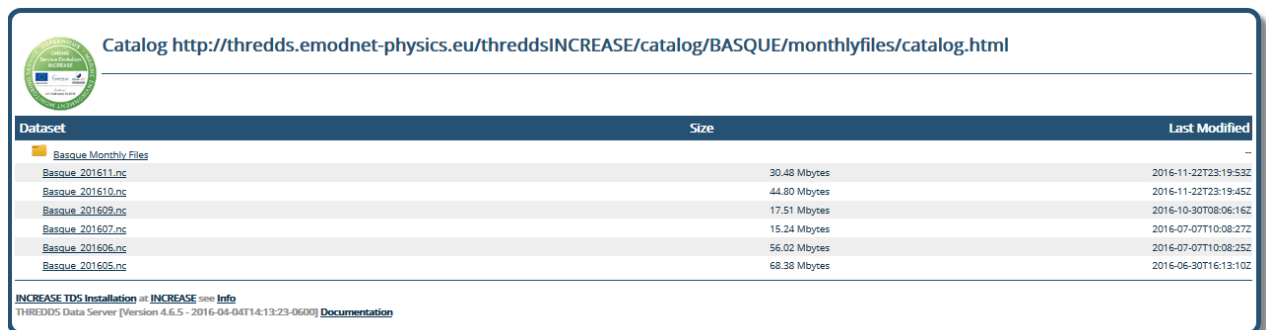 Catalog http://thredds.emodnet-physics.eu/threddsINCREASE/catalog/BASQUE/monthlyfiles/catalog.html
CMEMS
Service Evolution
INCREASE
Dataset Size Last Modified
Basque Monthly Files --
Basque_201611.nc 30.48 Mbytes 2016-11-22T23:19:53Z
Basque_201610.nc 44.80 Mbytes 2016-11-22T23:19:45Z
Basque_201609.nc 17.51 Mbytes 2016-10-30T08:06:16Z
Basque_201607.nc 15.24 Mbytes 2016-07-07T10:08:27Z
Basque_201606.nc 56.02 Mbytes 2016-07-07T10:08:25Z
Basque_201605.nc 68.38 Mbytes 2016-06-30T16:13:10Z
INCREASE TDS Installation at INCREASE see Info
THREDDS Data Server [Version 4.6.5 - 2016-04-04T14:13:23-0600] Documentation